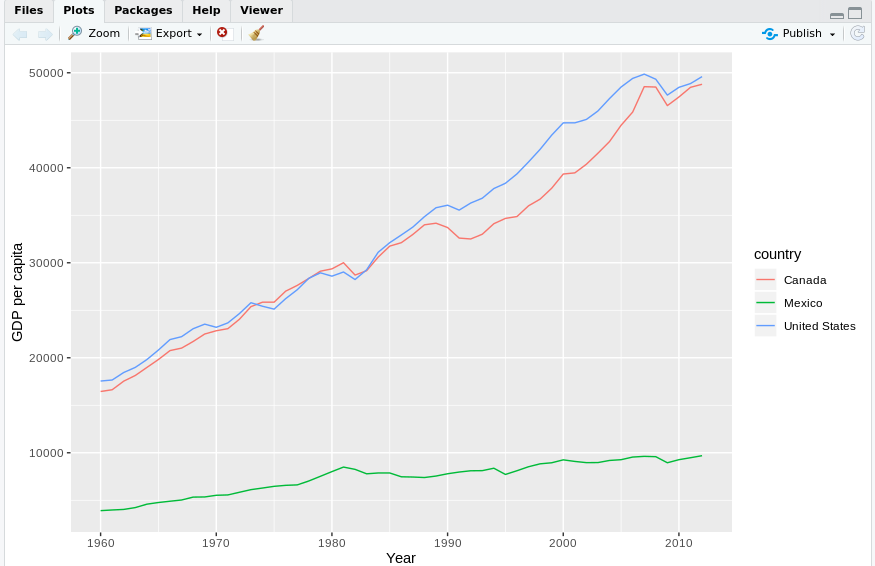 Files Plots Packages Help Viewer
Zoom Export Publish
50000
40000
30000
20000
10000
GDP per capita
1960 1970 1980 1990 2000 2010
Year
country
Canada
Mexico
United States